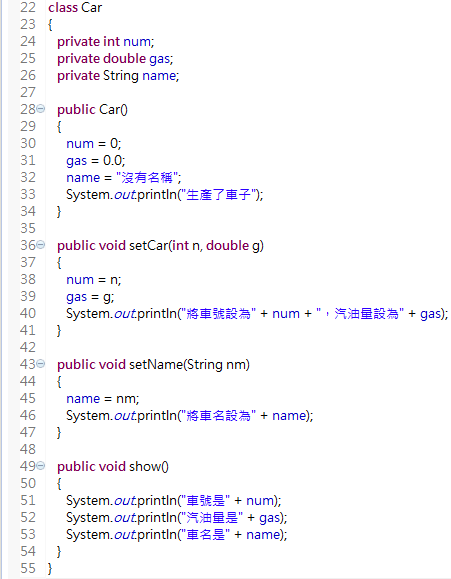 22 class Car
23 {
24 private int num;
25 private double gas;
26 private String name;
27
28 public Car()
29 {
30 num = 0;
31 gas = 0.0;
32 name = "沒有名稱";
33 System.out.println("生產了車子");
34 }
35
36 public void setCar(int n, double g)
37 {
38 num = n;
39 gas = g;
40 System.out.println("將車號設為" + num + "，汽油量設為" + gas);
41 }
42
43 public void setName(String nm)
44 {
45 name = nm;
46 System.out.println("將車名設為" + name);
47 }
48
49 public void show()
50 {
51 System.out.println("車號是" + num);
52 System.out.println("汽油量是" + gas);
53 System.out.println("車名是" + name);
54 }
55 }